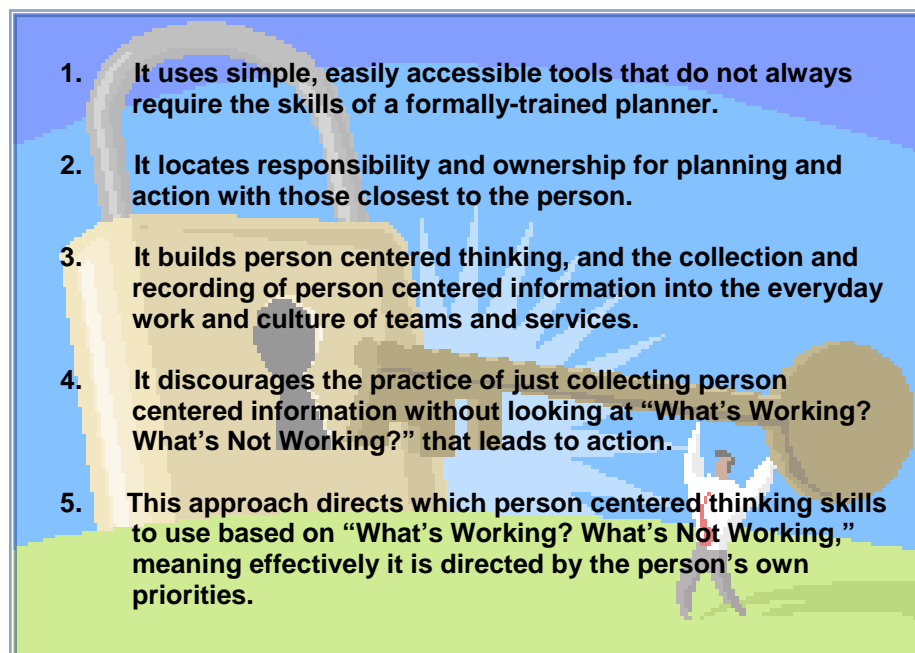 1. It uses simple, easily accessible tools that do not always
require the skills of a formally-trained planner.
2. It locates responsibility and ownership for planning and
action with those closest to the person.
3. It builds person centered thinking, and the collection and
recording of person centered information into the everyday
work and culture of teams and services.
4. It discourages the practice of just collecting person
centered information without looking at “What’s Working?
What’s Not Working?” that leads to action.
5. This approach directs which person centered thinking skills
to use based on “What’s Working? What’s Not Working,”
meaning effectively it is directed by the person’s own
priorities.